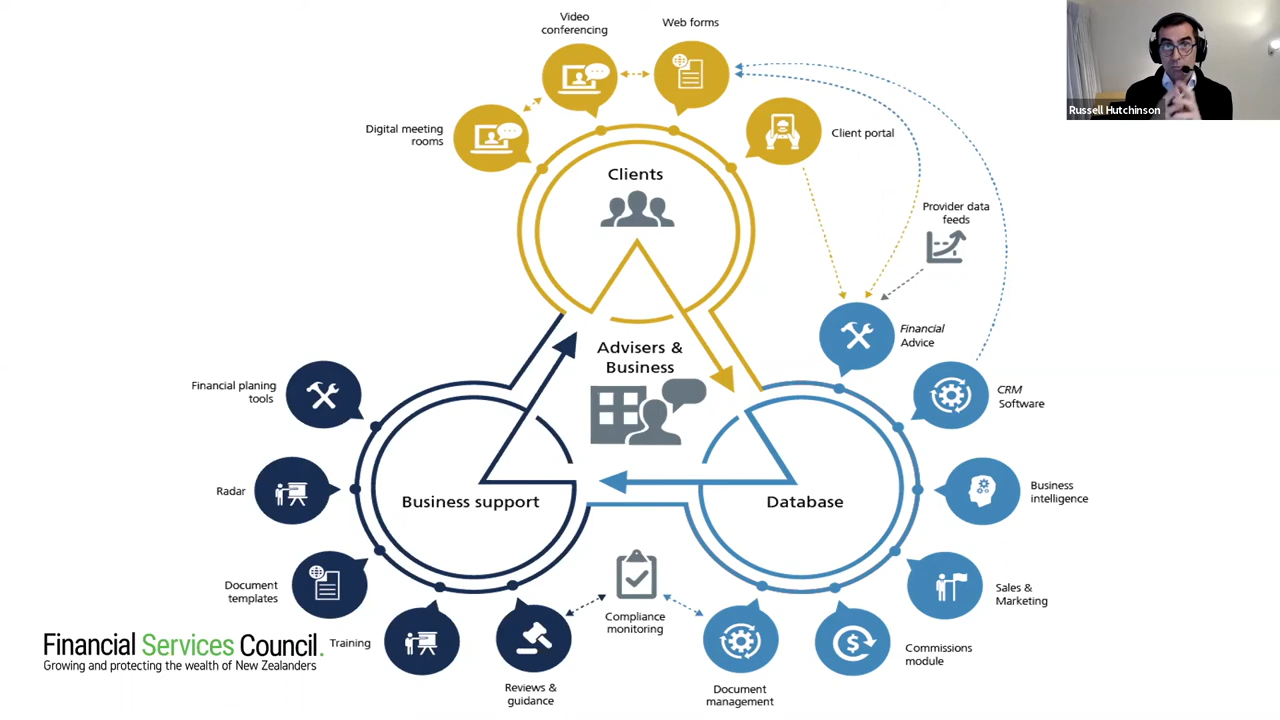 Video
conferencing
Web forms
Russell Hutchinson
Digital meeting
rooms
Client portal
Clients
Provider data
feeds
Financial
Advice
Advisers &
Business
Financial planing
tools
CRM
Software
Radar
Business support
Database
Business
intelligence
Document
templates
Compliance
monitoring
Sales &
Marketing
Financial Services Council.
Growing and protecting the wealth of New Zealanders
Training
Commissions
module
Reviews &
guidance
Document
management
$